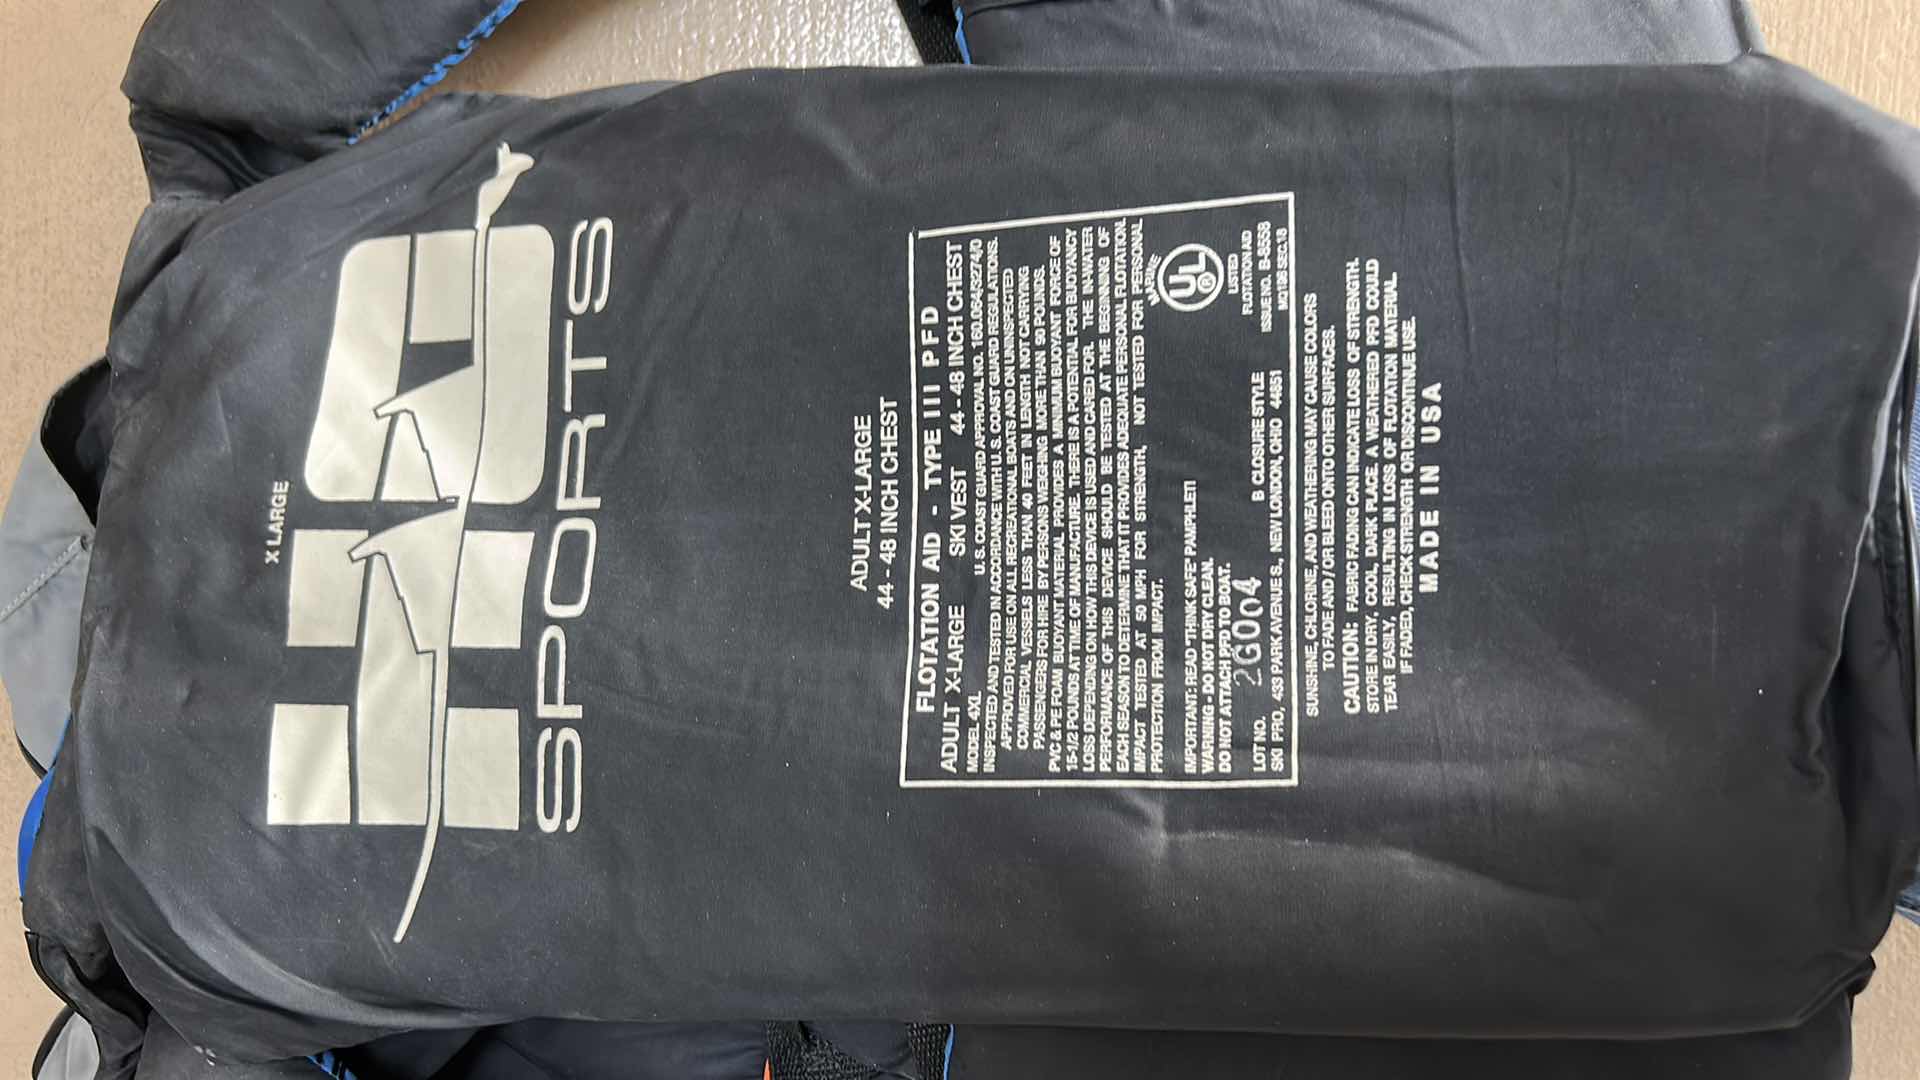 X LARGE
HO
SPORTS
ADULT X-LARGE
44 - 48 INCH CHEST
FLOTATION AID - TYPE III PFD
ADULT X-LARGE SKI VEST 44 - 48 INCH CHEST
MODEL 4XL U. S. COAST GUARD APPROVAL NO. 160.064/3274/0
INSPECTED AND TESTED IN ACCORDANCE WITH U. S. COAST GUARD REGULATIONS.
APPROVED FOR USE ON ALL RECREATIONAL BOATS AND ON UNINSPECTED
COMMERCIAL VESSELS LESS THAN 40 FEET IN LENGTH NOT CARRYING
PASSENGERS FOR HIRE BY PERSONS WEIGHING MORE THAN 90 POUNDS.
PVC & PE FOAM BUOYANT MATERIAL PROVIDES A MINIMUM BUOYANT FORCE OF
15-1/2 POUNDS AT TIME OF MANUFACTURE. THERE IS A POTENTIAL FOR BUOYANCY
LOSS DEPENDING ON HOW THIS DEVICE IS USED AND CARED FOR. THE IN-WATER
PERFORMANCE OF THIS DEVICE SHOULD BE TESTED AT THE BEGINNING OF
EACH SEASON TO DETERMINE THAT IT PROVIDES ADEQUATE PERSONAL FLOTATION.
IMPACT TESTED AT 50 MPH FOR STRENGTH, NOT TESTED FOR PERSONAL
PROTECTION FROM IMPACT.
MARINE
UL
IMPORTANT: READ "THINK SAFE" PAMPHLET!
WARNING - DO NOT DRY CLEAN.
DO NOT ATTACH PFD TO BOAT.
LISTED
FLOTATION AID
ISSUE NO. B-8558
MQ196 SEC.18
LOT NO. 2G004 B CLOSURE STYLE
SKI PRO, 433 PARK AVENUE S., NEW LONDON, OHIO 44851
SUNSHINE, CHLORINE, AND WEATHERING MAY CAUSE COLORS
TO FADE AND / OR BLEED ONTO OTHER SURFACES.
CAUTION: FABRIC FADING CAN INDICATE LOSS OF STRENGTH.
STORE IN DRY, COOL, DARK PLACE. A WEATHERED PFD COULD
TEAR EASILY, RESULTING IN LOSS OF FLOTATION MATERIAL.
IF FADED, CHECK STRENGTH OR DISCONTINUE USE.
MADE IN USA